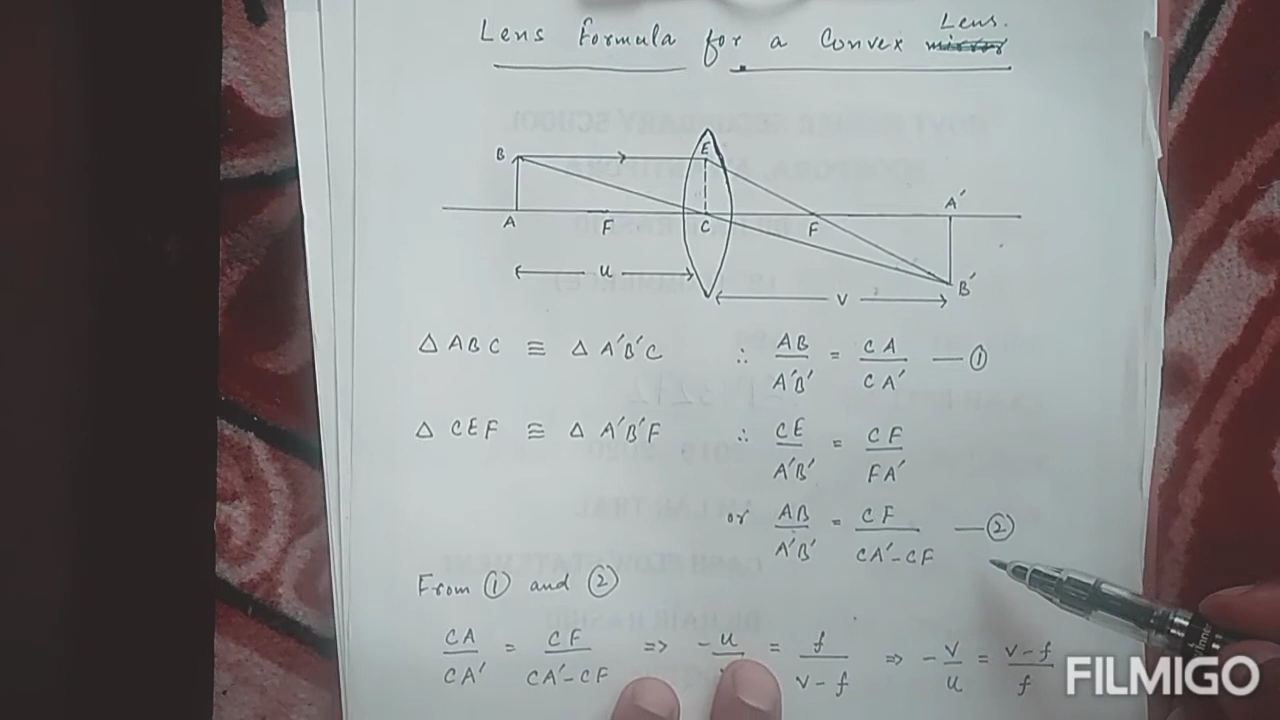 Lens Formula for a Convex Lens.
B E
A F C F A'
u
B'
v
△ ABC ≅ △ A'B'C ∴ AB/A'B' = CA/CA' — ①
△ CEF ≅ △ A'B'F ∴ CE/A'B' = CF/FA'
or AB/A'B' = CF/CA'-CF — ②
From ① and ②
CA/CA' = CF/CA'-CF => -u = f/v-f => -v/u = v-f/f
FILMIGO